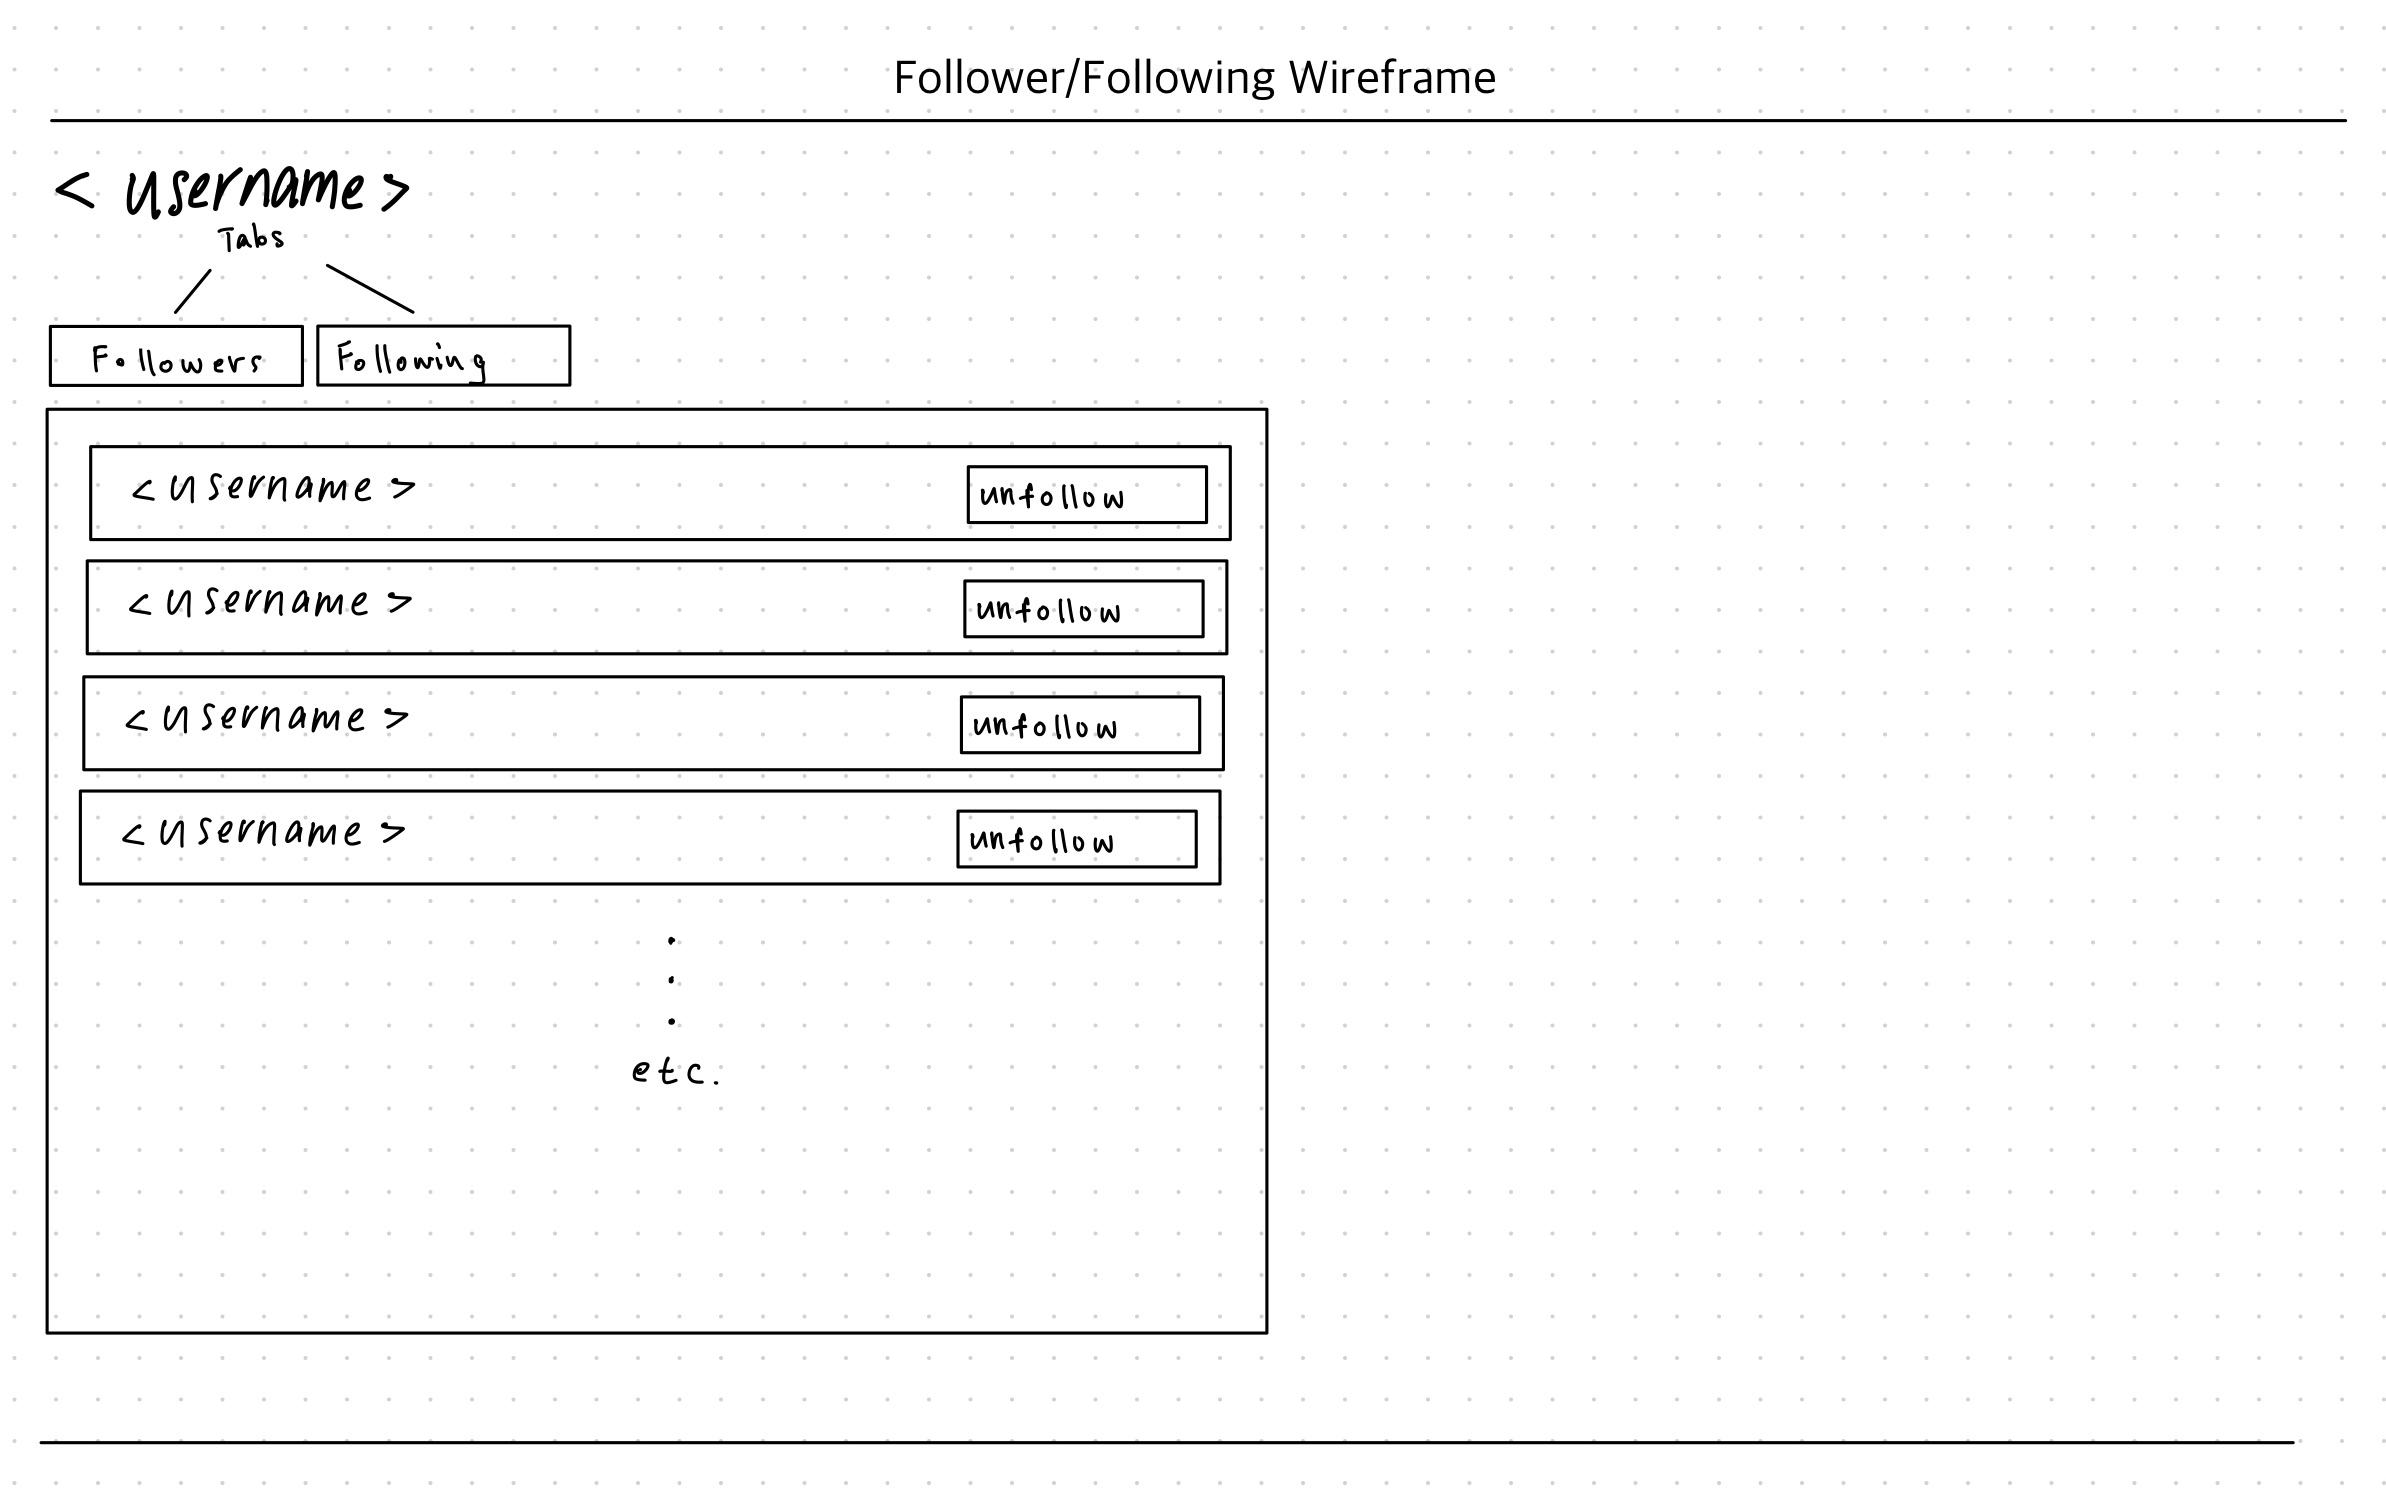 Follower/Following Wireframe
< username >
Tabs
Followers
Following
< username >
unfollow
< username >
unfollow
< username >
unfollow
< username >
unfollow
etc.